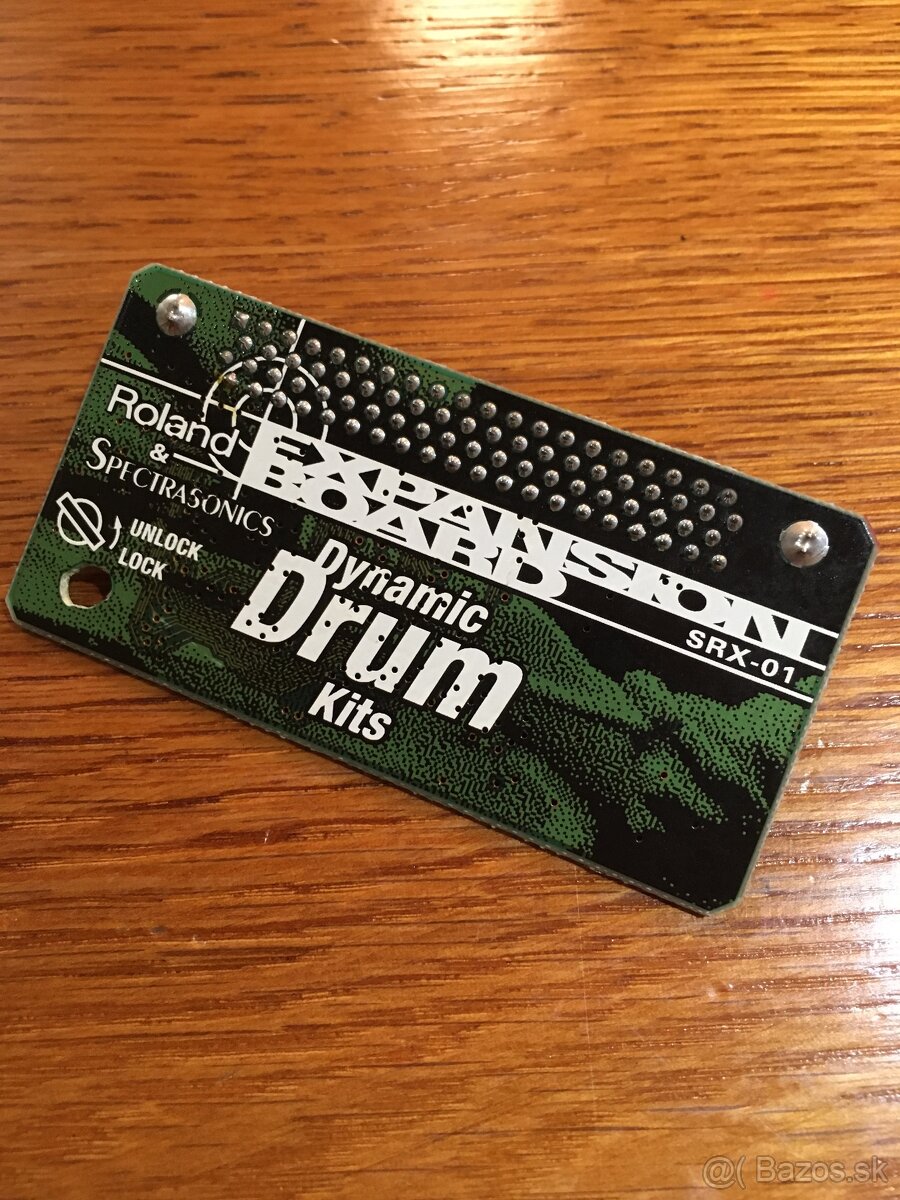 Roland
&
SPECTRASONICS
EXPANSION
BOARD
SRX-01
UNLOCK
LOCK
Dynamic
Drum
Kits
@( Bazos.sk